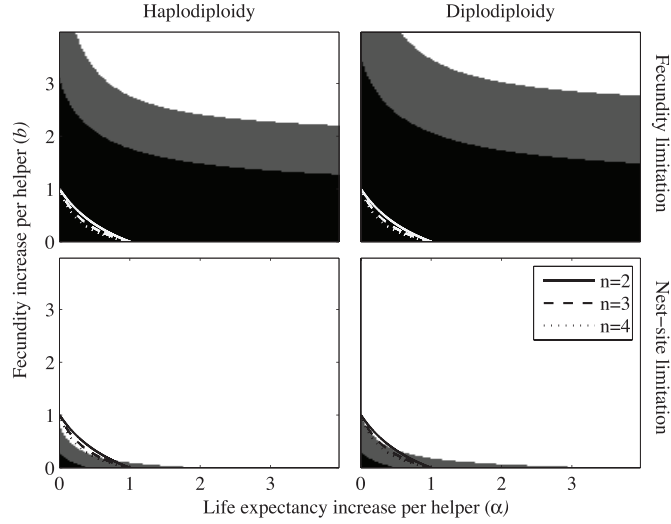 Haplodiploidy
Diplodiploidy
3
2
1
0
3
2
1
0
0
1
2
3
0
1
2
3
n=2
n=3
n=4
Fecundity increase per helper (b)
Life expectancy increase per helper (α)
Fecundity limitation
Nest-site limitation